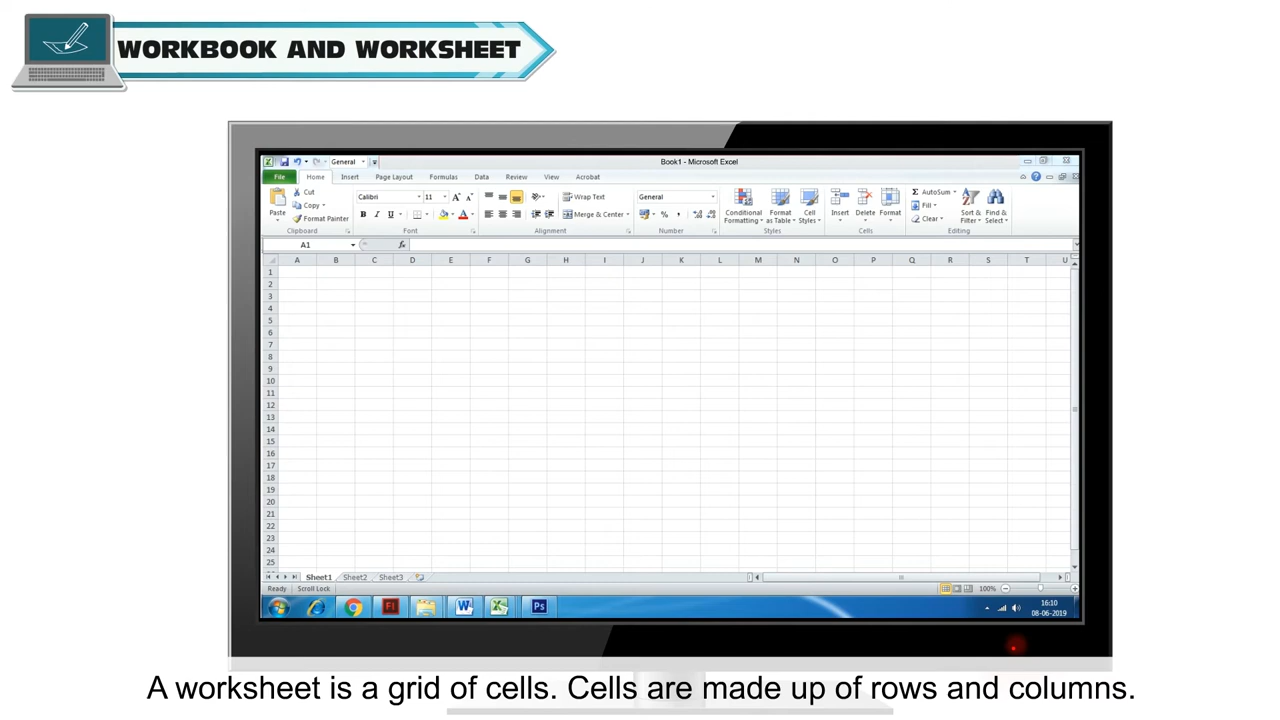 WORKBOOK AND WORKSHEET
General
Book1 - Microsoft Excel
File Home Insert Page Layout Formulas Data Review View Acrobat
Cut
Copy
Format Painter
Paste
Clipboard
Calibri 11
B I U A
Font
Wrap Text
Merge & Center
Alignment
General
%
Number
Conditional Formatting
Format as Table
Cell Styles
Styles
Insert Delete Format
Cells
Σ AutoSum
Fill
Clear
Sort & Filter
Find & Select
Editing
A1 fx
A B C D E F G H I J K L M N O P Q R S T U
1
2
3
4
5
6
7
8
9
10
11
12
13
14
15
16
17
18
19
20
21
22
23
24
25
Sheet1 Sheet2 Sheet3
Ready Scroll Lock 100%
Fl W Ps
16:10
08-06-2019
A worksheet is a grid of cells. Cells are made up of rows and columns.